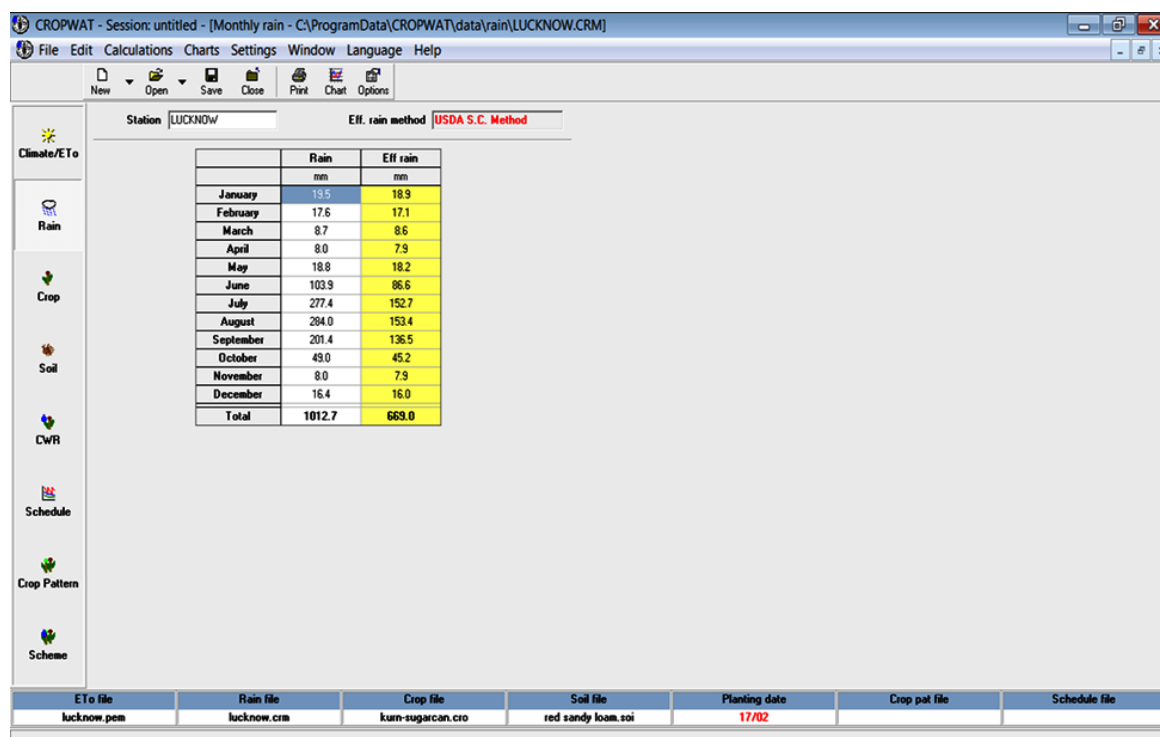 CROPWAT - Session: untitled - [Monthly rain - C:\ProgramData\CROPWAT\data\rain\LUCKNOW.CRM]
File Edit Calculations Charts Settings Window Language Help
New Open Save Close Print Chart Options
Station LUCKNOW Eff. rain method USDA S.C. Method
Climate/ETo
Rain
Crop
Soil
CWR
Schedule
Crop Pattern
Scheme
Rain Eff rain
mm mm
January 19.5 18.9
February 17.6 17.1
March 8.7 8.6
April 8.0 7.9
May 18.8 18.2
June 103.9 86.6
July 277.4 152.7
August 284.0 153.4
September 201.4 136.5
October 49.0 45.2
November 8.0 7.9
December 16.4 16.0
Total 1012.7 669.0
ETo file Rain file Crop file Soil file Planting date Crop pat file Schedule file
lucknow.pem lucknow.crm kurn-sugarcan.cro red sandy loam.soi 17/02